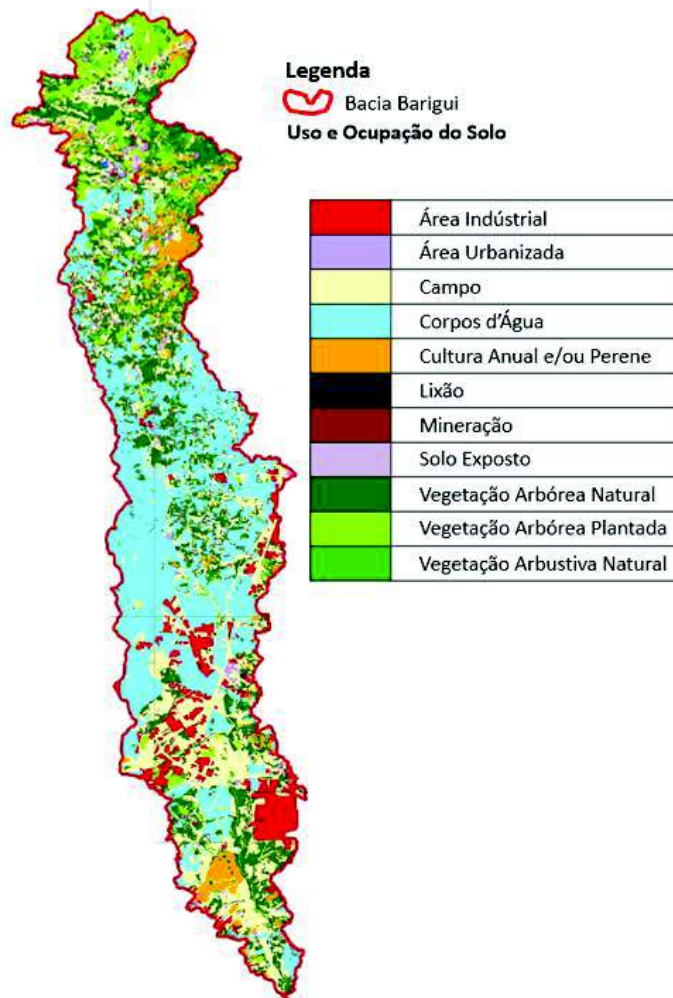 Legenda
Bacia Barigui
Uso e Ocupação do Solo
Área Indústrial
Área Urbanizada
Campo
Corpos d'Água
Cultura Anual e/ou Perene
Lixão
Mineração
Solo Exposto
Vegetação Arbórea Natural
Vegetação Arbórea Plantada
Vegetação Arbustiva Natural